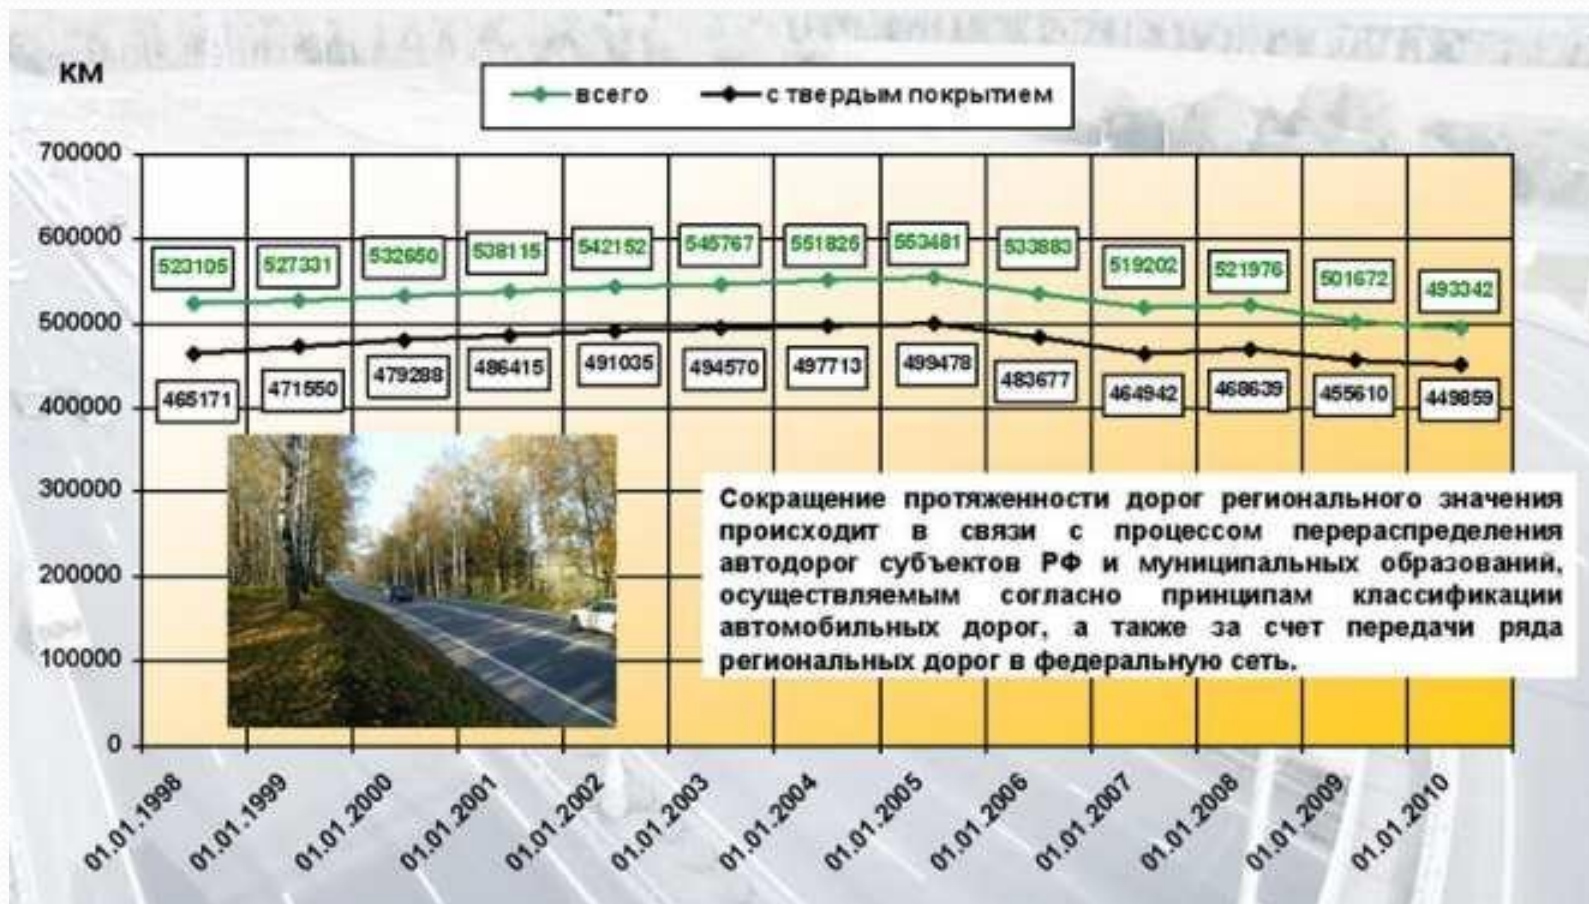 км
всего с твердым покрытием
700000
600000
500000
400000
300000
200000
100000
0
523105 527331 532650 538115 542152 545767 551826 553481 533883 519202 521976 501672 493342
465171 471550 479288 486415 491035 494570 497713 499478 483677 464942 468639 455610 449859
Сокращение протяженности дорог регионального значения
происходит в связи с процессом перераспределения
автодорог субъектов РФ и муниципальных образований,
осуществляемым согласно принципам классификации
автомобильных дорог, а также за счет передачи ряда
региональных дорог в федеральную сеть.
01.01.1998 01.01.1999 01.01.2000 01.01.2001 01.01.2002 01.01.2003 01.01.2004 01.01.2005 01.01.2006 01.01.2007 01.01.2008 01.01.2009 01.01.2010